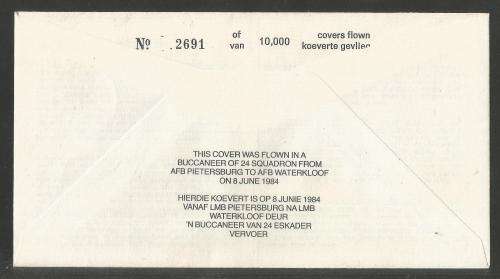 No 2691 of 10,000 covers flown
van koeverte gevlieg
THIS COVER WAS FLOWN IN A
BUCCANEER OF 24 SQUADRON FROM
AFB PIETERSBURG TO AFB WATERKLOOF
ON 8 JUNE 1984
HIERDIE KOEVERT IS OP 8 JUNIE 1984
VANAF LMB PIETERSBURG NA LMB
WATERKLOOF DEUR
'N BUCCANEER VAN 24 ESKADER
VERVOER